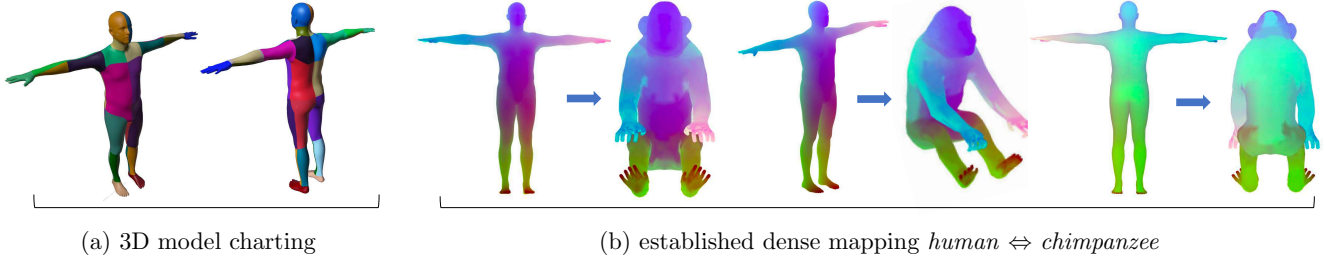 (a) 3D model charting
(b) established dense mapping human ⇔ chimpanzee